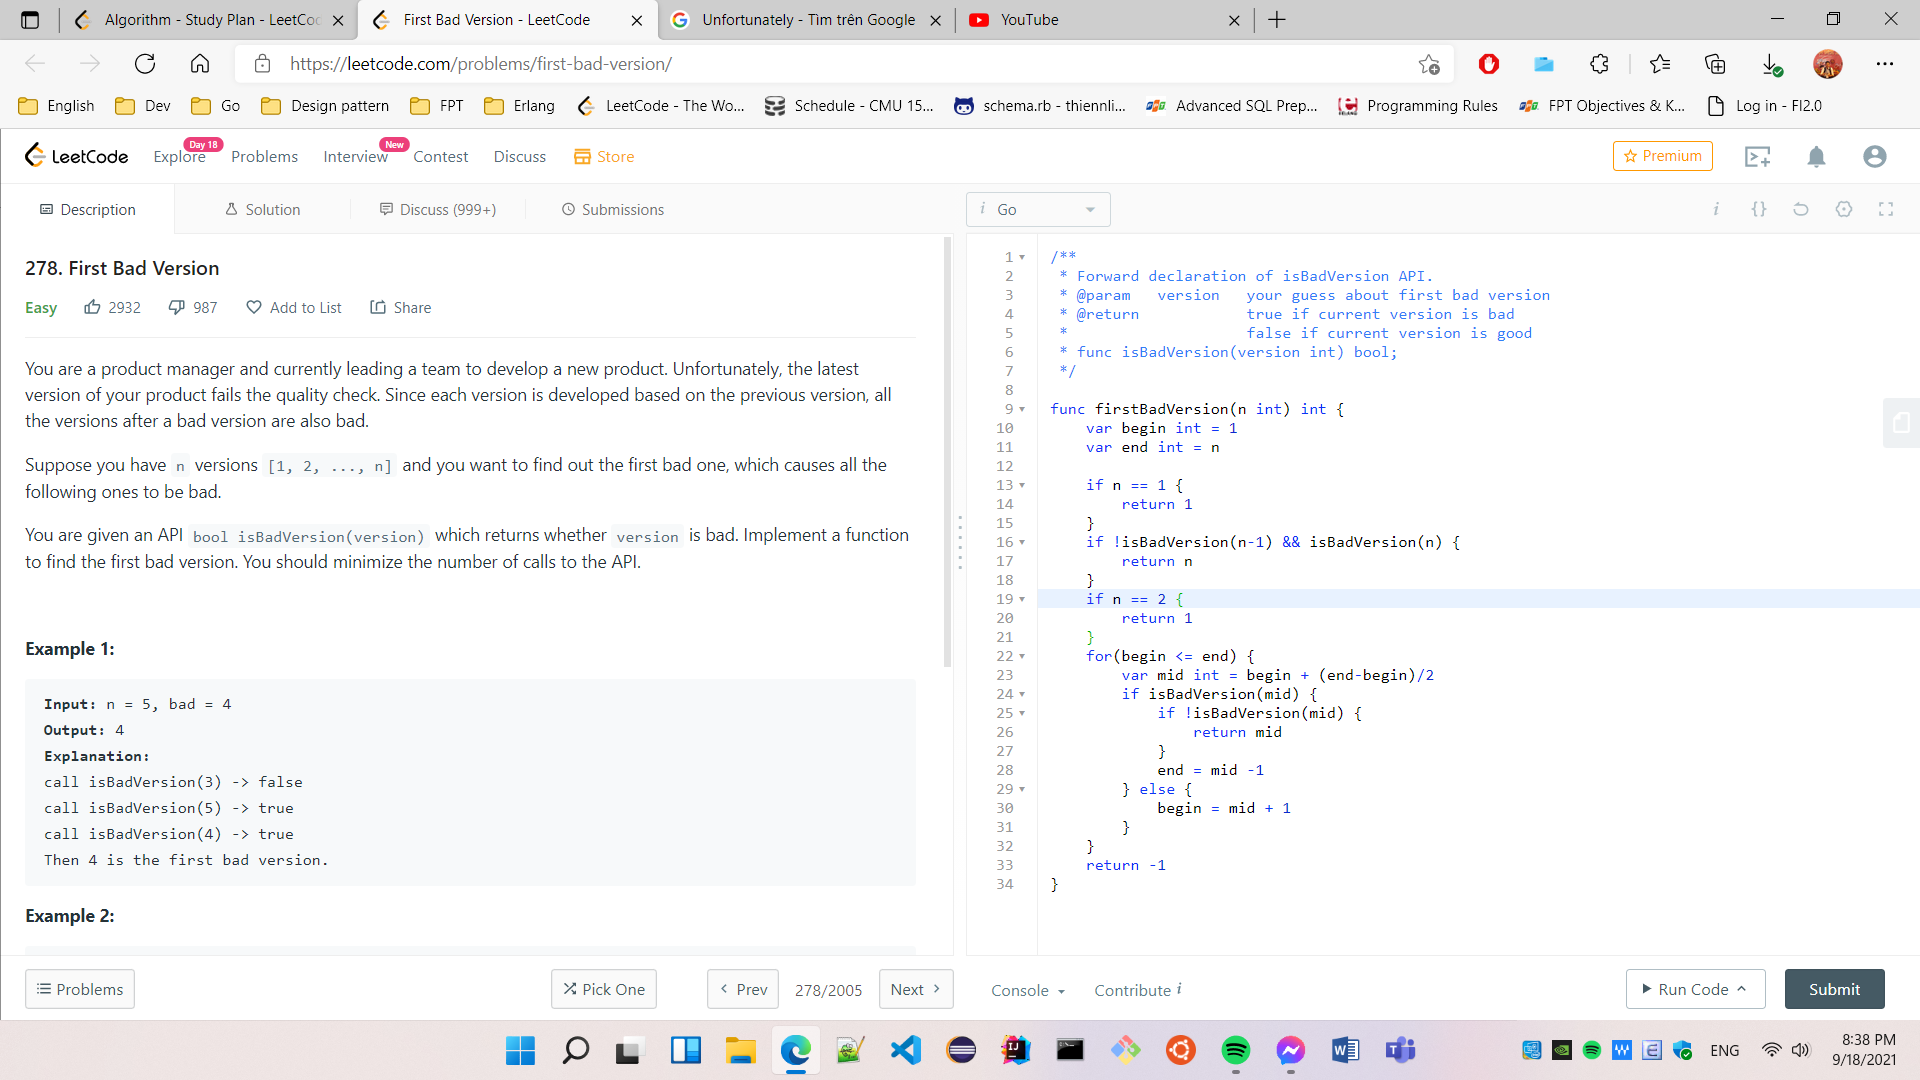 Algorithm - Study Plan - LeetCoc
First Bad Version - LeetCode
Unfortunately - Tìm trên Google
YouTube
https://leetcode.com/problems/first-bad-version/
English
Dev
Go
Design pattern
FPT
Erlang
LeetCode - The Wo...
Schedule - CMU 15...
schema.rb - thiennli...
Advanced SQL Prep...
Programming Rules
FPT Objectives & K...
Log in - FI2.0
LeetCode
Explore
Day 18
Problems
Interview
New
Contest
Discuss
Store
Premium
Description
Solution
Discuss (999+)
Submissions
i Go
278. First Bad Version
Easy 2932 987 Add to List Share
You are a product manager and currently leading a team to develop a new product. Unfortunately, the latest
version of your product fails the quality check. Since each version is developed based on the previous version, all
the versions after a bad version are also bad.
Suppose you have n versions [1, 2, ..., n] and you want to find out the first bad one, which causes all the
following ones to be bad.
You are given an API bool isBadVersion(version) which returns whether version is bad. Implement a function
to find the first bad version. You should minimize the number of calls to the API.
Example 1:
Input: n = 5, bad = 4
Output: 4
Explanation:
call isBadVersion(3) -> false
call isBadVersion(5) -> true
call isBadVersion(4) -> true
Then 4 is the first bad version.
Example 2:
1 /**
2 * Forward declaration of isBadVersion API.
3 * @param   version   your guess about first bad version
4 * @return            true if current version is bad
5 *                    false if current version is good
6 * func isBadVersion(version int) bool;
7 */
8
9 func firstBadVersion(n int) int {
10     var begin int = 1
11     var end int = n
12
13     if n == 1 {
14         return 1
15     }
16     if !isBadVersion(n-1) && isBadVersion(n) {
17         return n
18     }
19     if n == 2 {
20         return 1
21     }
22     for(begin <= end) {
23         var mid int = begin + (end-begin)/2
24         if isBadVersion(mid) {
25             if !isBadVersion(mid) {
26                 return mid
27             }
28             end = mid -1
29         } else {
30             begin = mid + 1
31         }
32     }
33     return -1
34 }
Problems
Pick One
Prev
278/2005
Next
Console
Contribute i
Run Code
Submit
ENG
8:38 PM
9/18/2021